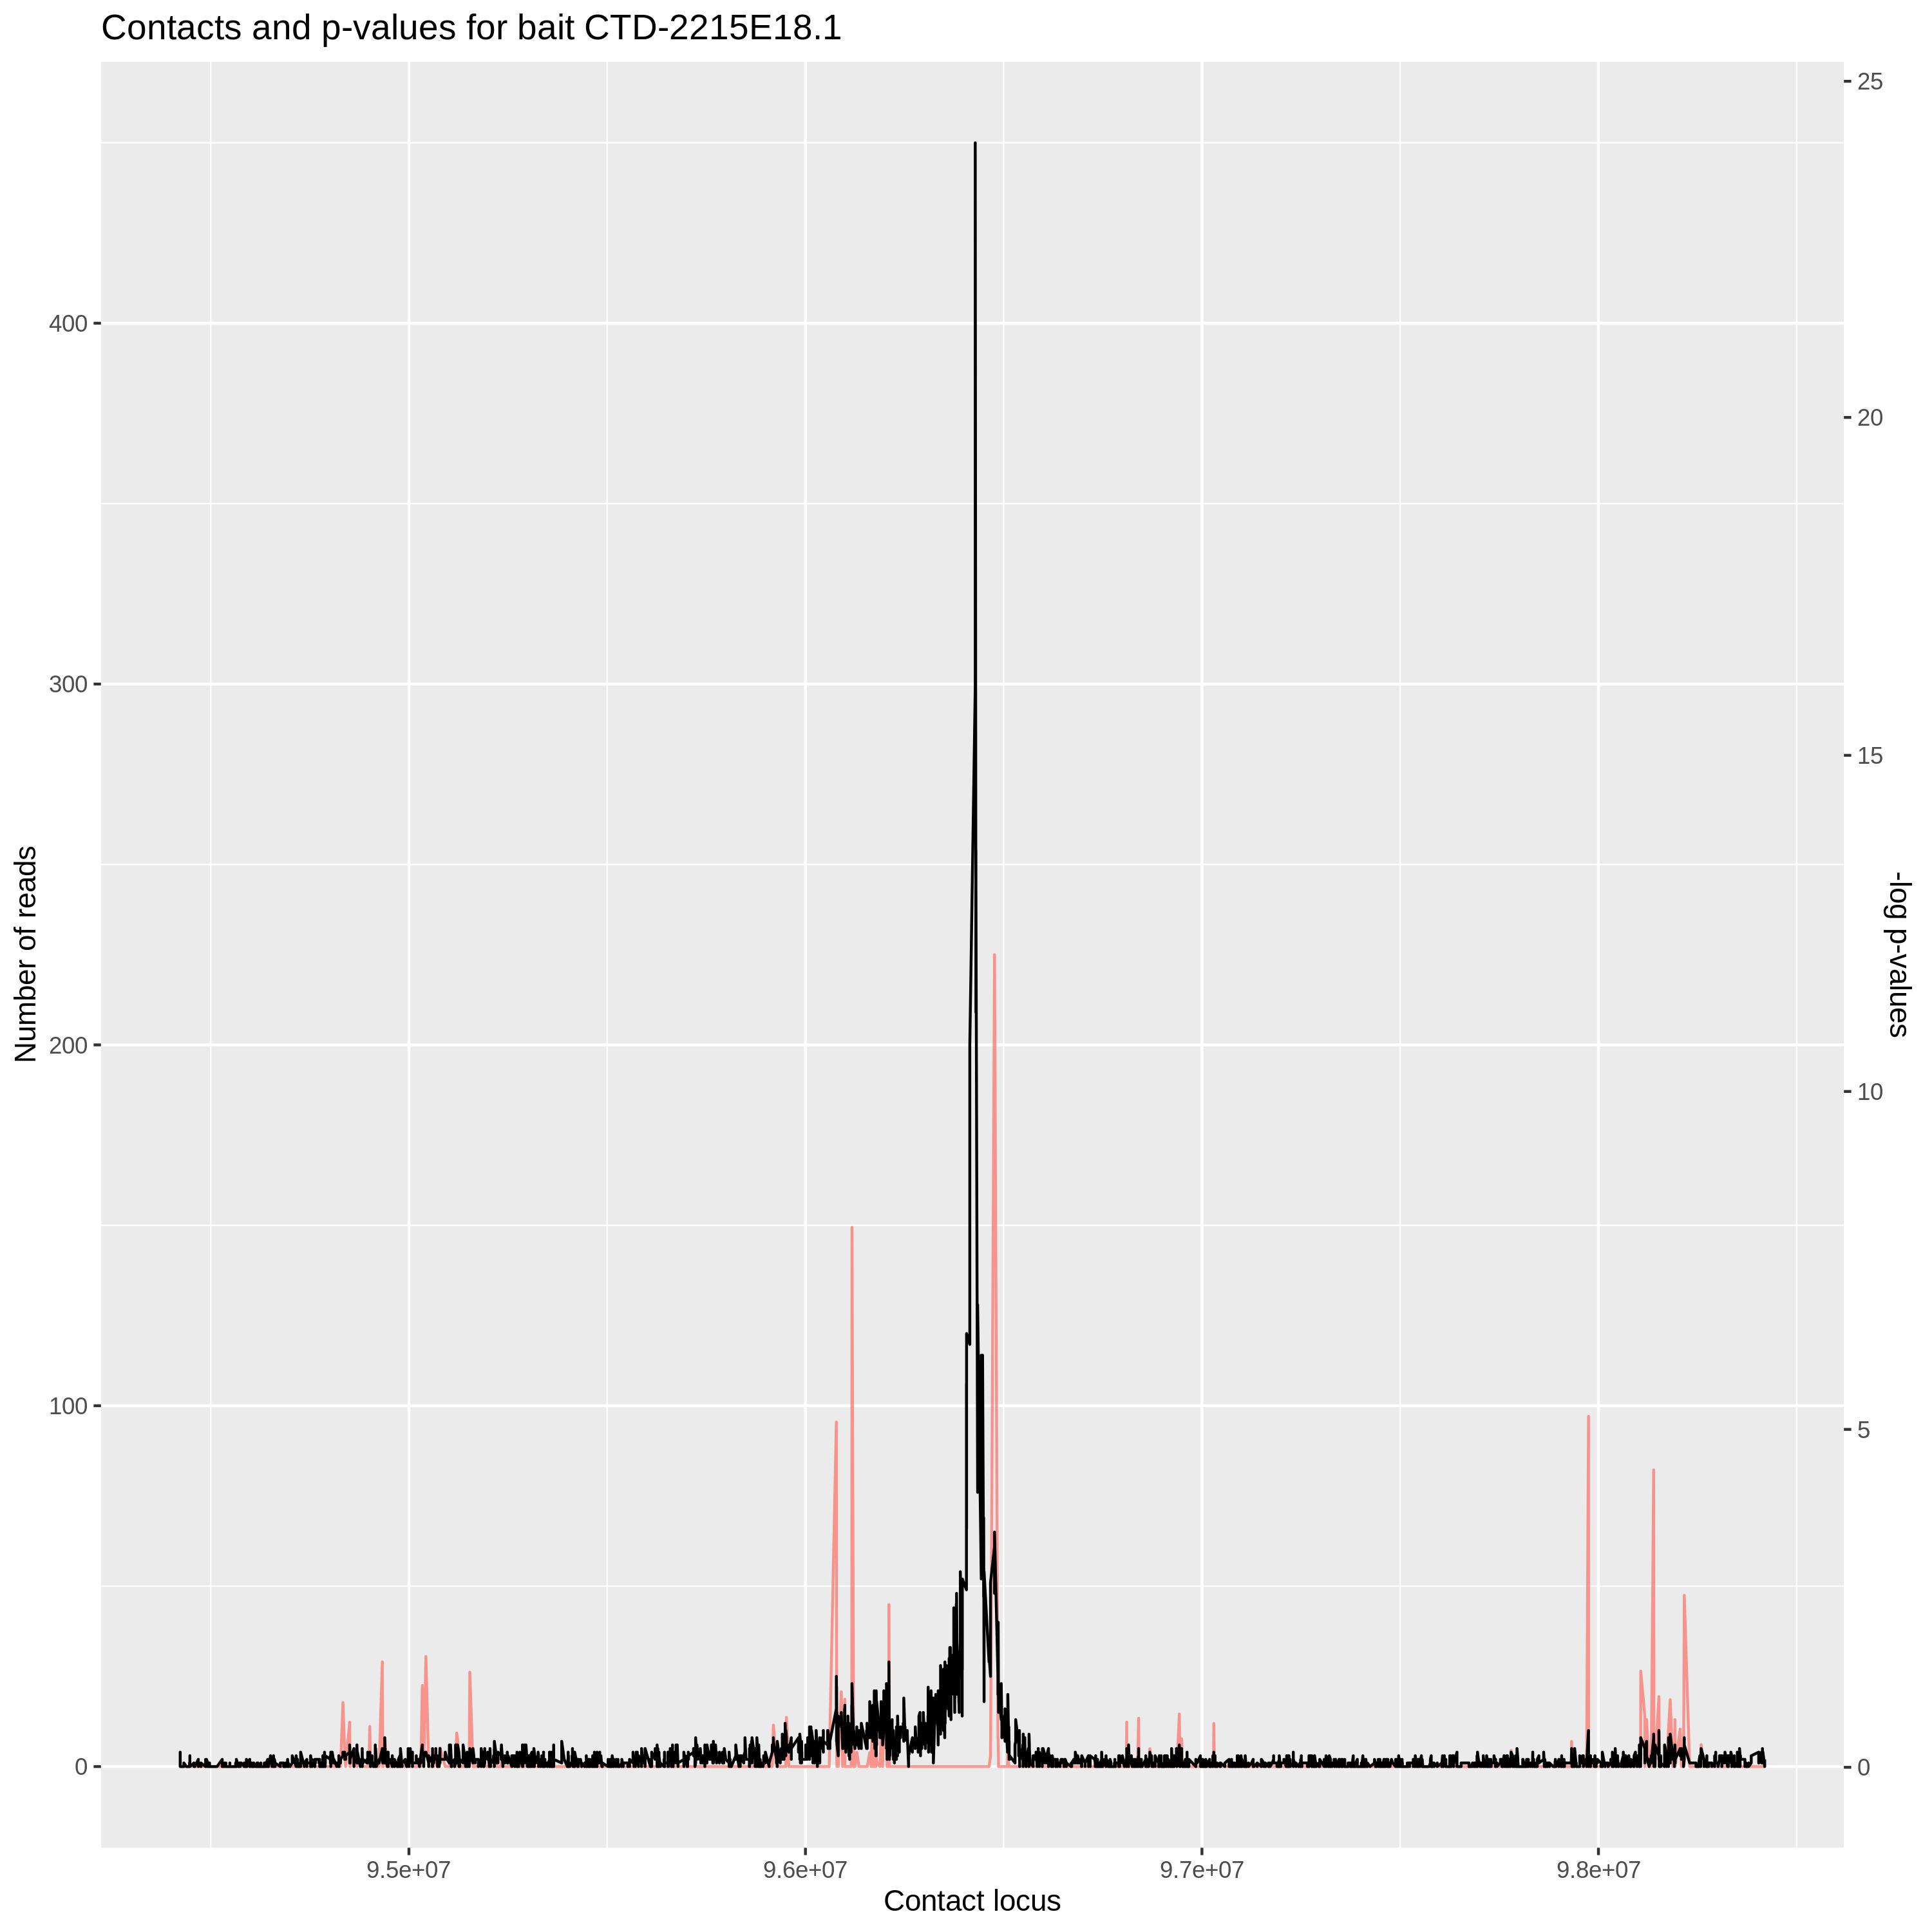 Contacts and p-values for bait CTD-2215E18.1
Number of reads
400
300
200
100
0
25
20
15
10
5
0
-log p-values
9.5e+07
9.6e+07
9.7e+07
9.8e+07
Contact locus